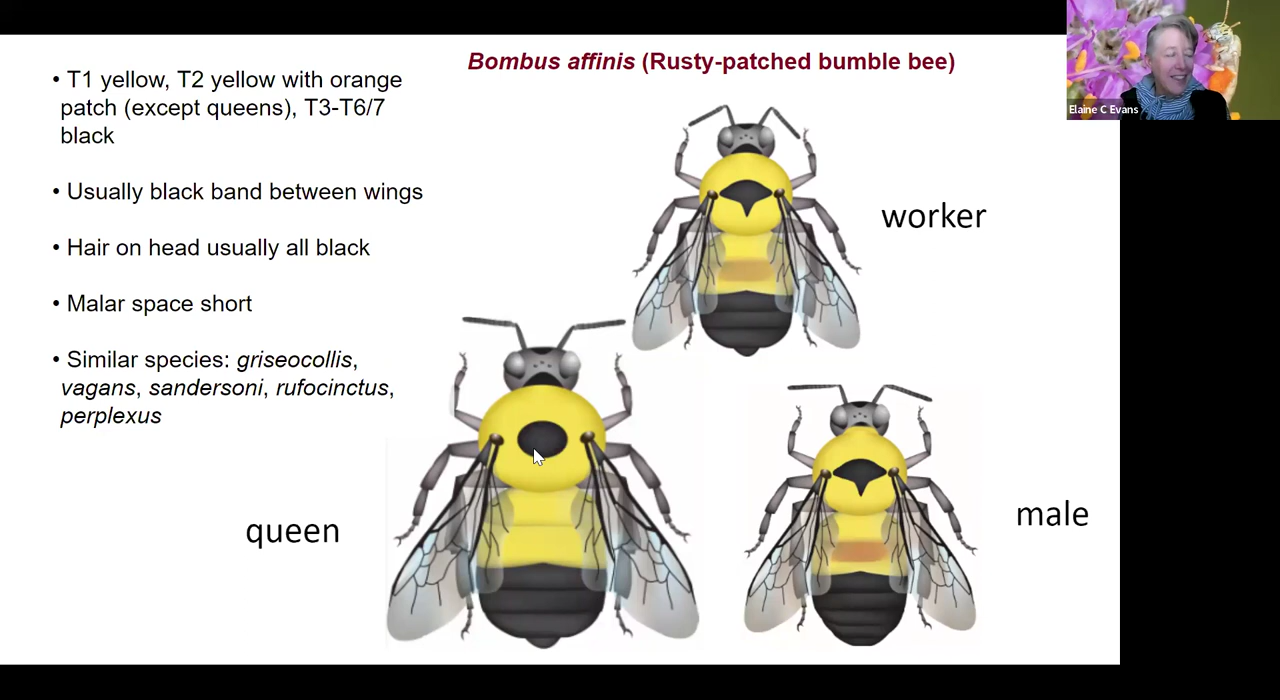 Bombus affinis (Rusty-patched bumble bee)
• T1 yellow, T2 yellow with orange
patch (except queens), T3-T6/7
black
• Usually black band between wings
• Hair on head usually all black
• Malar space short
• Similar species: griseocollis,
vagans, sandersoni, rufocinctus,
perplexus
worker
queen
male
Elaine C Evans